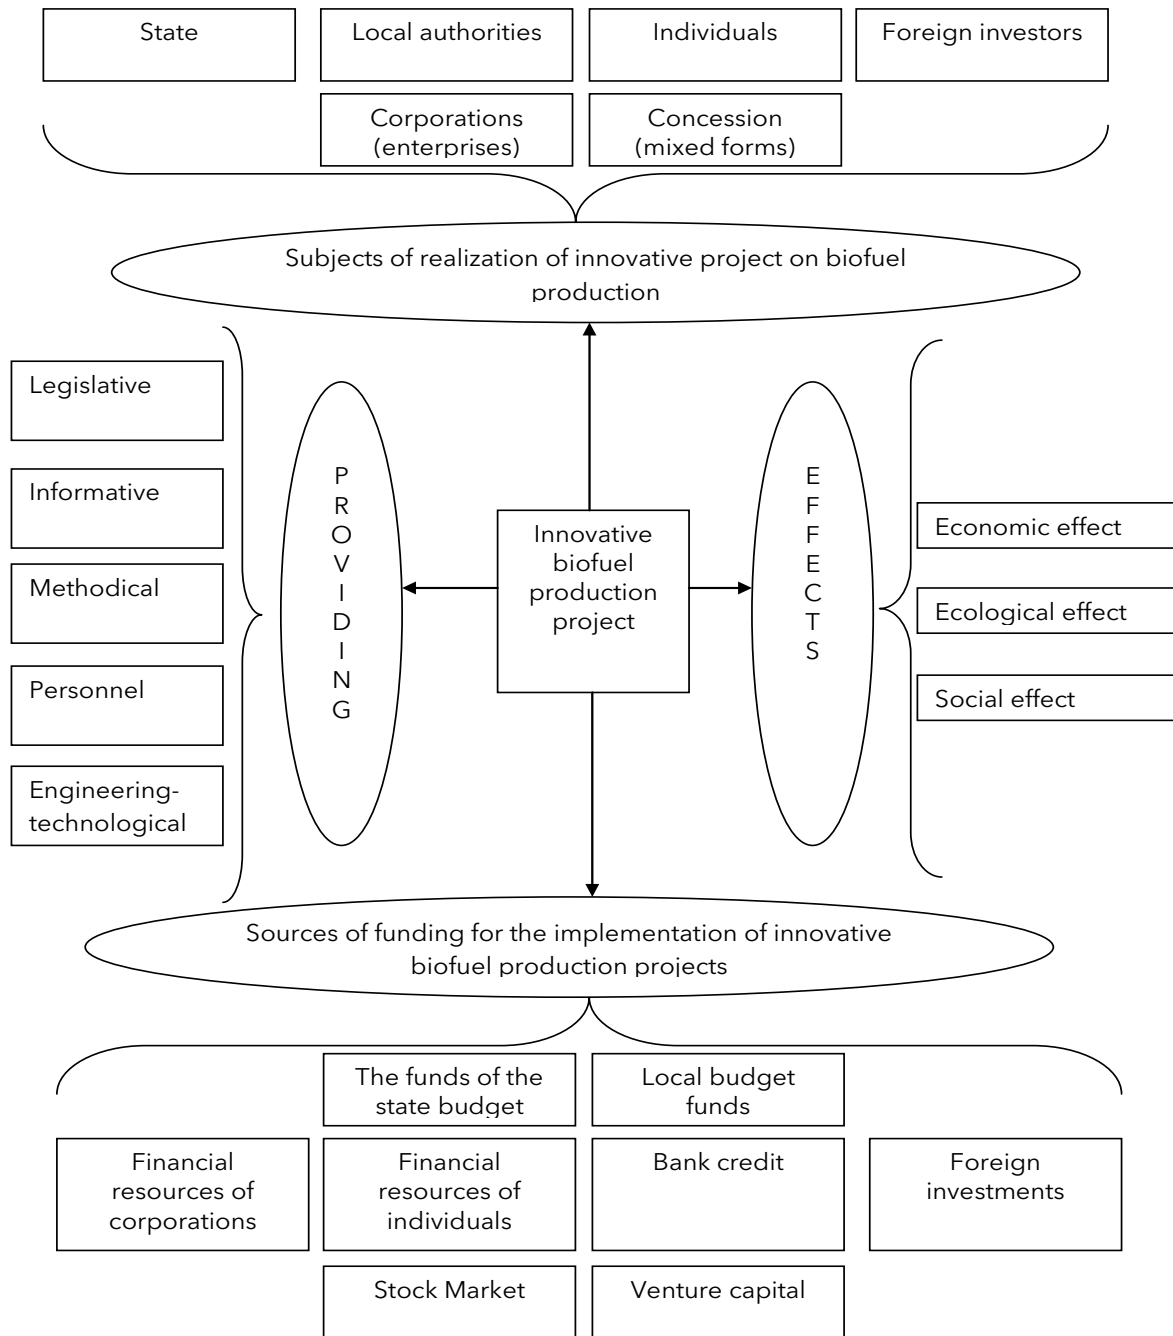 State
Local authorities
Individuals
Foreign investors
Corporations
(enterprises)
Concession
(mixed forms)
Subjects of realization of innovative project on biofuel
production
Legislative
Informative
Methodical
Personnel
Engineering-
technological
P
R
O
V
I
D
I
N
G
Innovative
biofuel
production
project
E
F
F
E
C
T
S
Economic effect
Ecological effect
Social effect
Sources of funding for the implementation of innovative
biofuel production projects
The funds of the
state budget
Local budget
funds
Financial
resources of
corporations
Financial
resources of
individuals
Bank credit
Foreign
investments
Stock Market
Venture capital